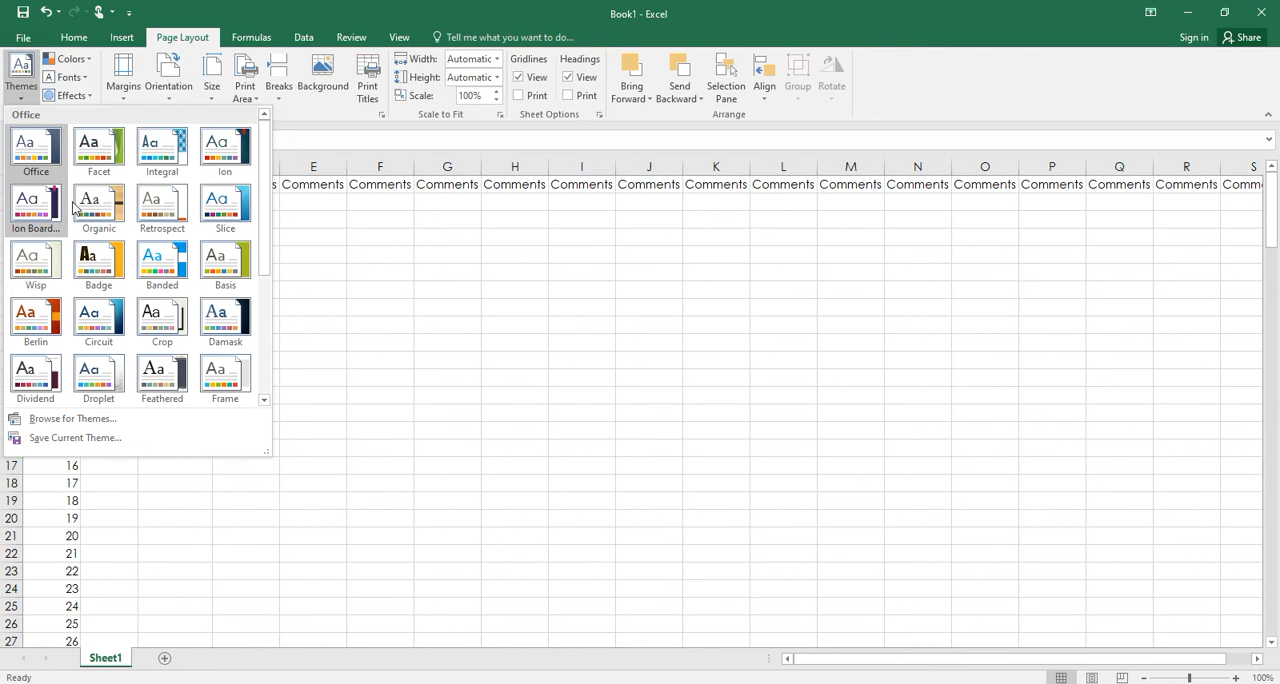 Book1 - Excel
File Home Insert Page Layout Formulas Data Review View Tell me what you want to do... Sign in Share
Themes Colors Fonts Effects Margins Orientation Size Print Area Breaks Background Print Titles
Width: Automatic Height: Automatic Scale: 100% Gridlines View Print Headings View Print
Bring Forward Send Backward Selection Pane Align Group Rotate
Scale to Fit Sheet Options Arrange
Office
Office Facet Integral Ion
Ion Board... Organic Retrospect Slice
Wisp Badge Banded Basis
Berlin Circuit Crop Damask
Dividend Droplet Feathered Frame
Browse for Themes...
Save Current Theme...
E F G H I J K L M N O P Q R S
Comments Comments Comments Comments Comments Comments Comments Comments Comments Comments Comments Comments Comments Comments Comm
17 16
18 17
19 18
20 19
21 20
22 21
23 22
24 23
25 24
26 25
27 26
Sheet1
Ready 100%